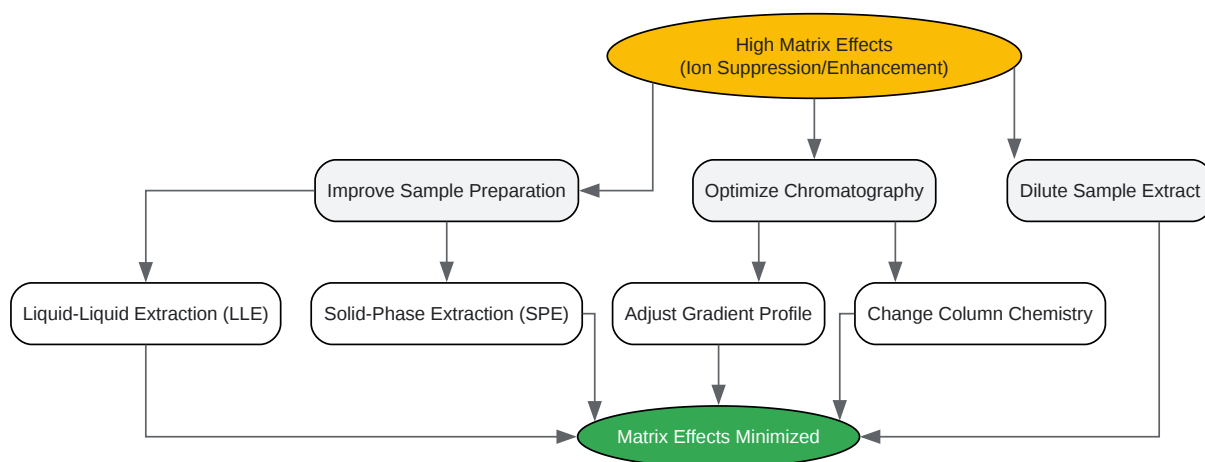 High Matrix Effects
(Ion Suppression/Enhancement)
Improve Sample Preparation
Optimize Chromatography
Dilute Sample Extract
Liquid-Liquid Extraction (LLE)
Solid-Phase Extraction (SPE)
Adjust Gradient Profile
Change Column Chemistry
Matrix Effects Minimized